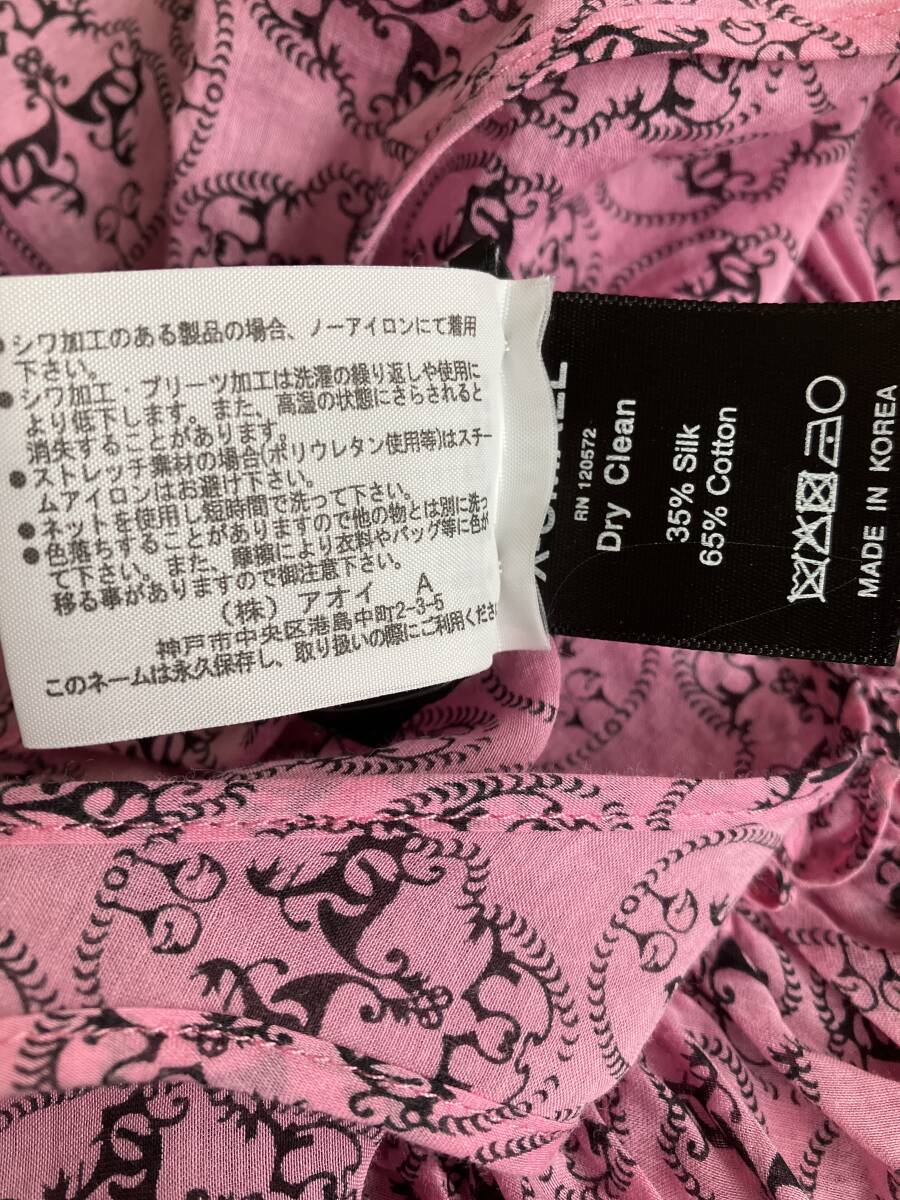 ●シワ加工のある製品の場合、ノーアイロンにて着用
下さい。
●シワ加工・プリーツ加工は洗濯の繰り返しや使用に
より低下します。また、高温の状態にさらされると
消失することがあります。
●ストレッチ素材の場合(ポリウレタン使用等)はスチー
ムアイロンはお避け下さい。
●ネットを使用し短時間で洗って下さい。
●色落ちすることがありますので他の物とは別に洗っ
て下さい。また、摩擦により衣料やバッグ等に色が
移る事がありますので御注意下さい。
(株) アオイ A
神戸市中央区港島中町2-3-5
このネームは永久保存し、取り扱いの際にご利用くださ
RN 120572
Dry Clean
35% Silk
65% Cotton
MADE IN KOREA